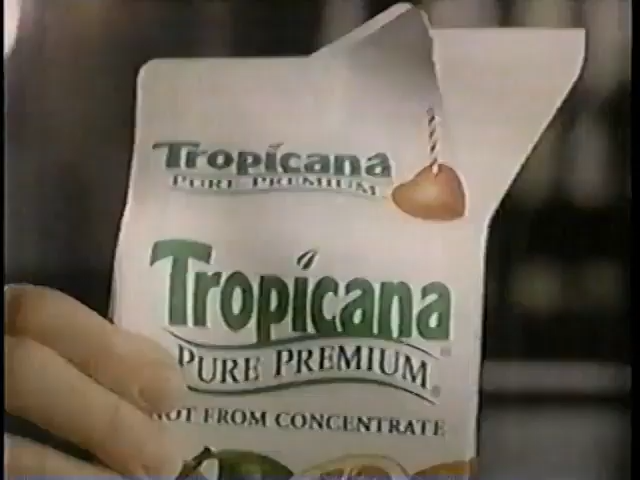 Tropicana
PURE PREMIUM
Tropicana®
PURE PREMIUM®
NOT FROM CONCENTRATE